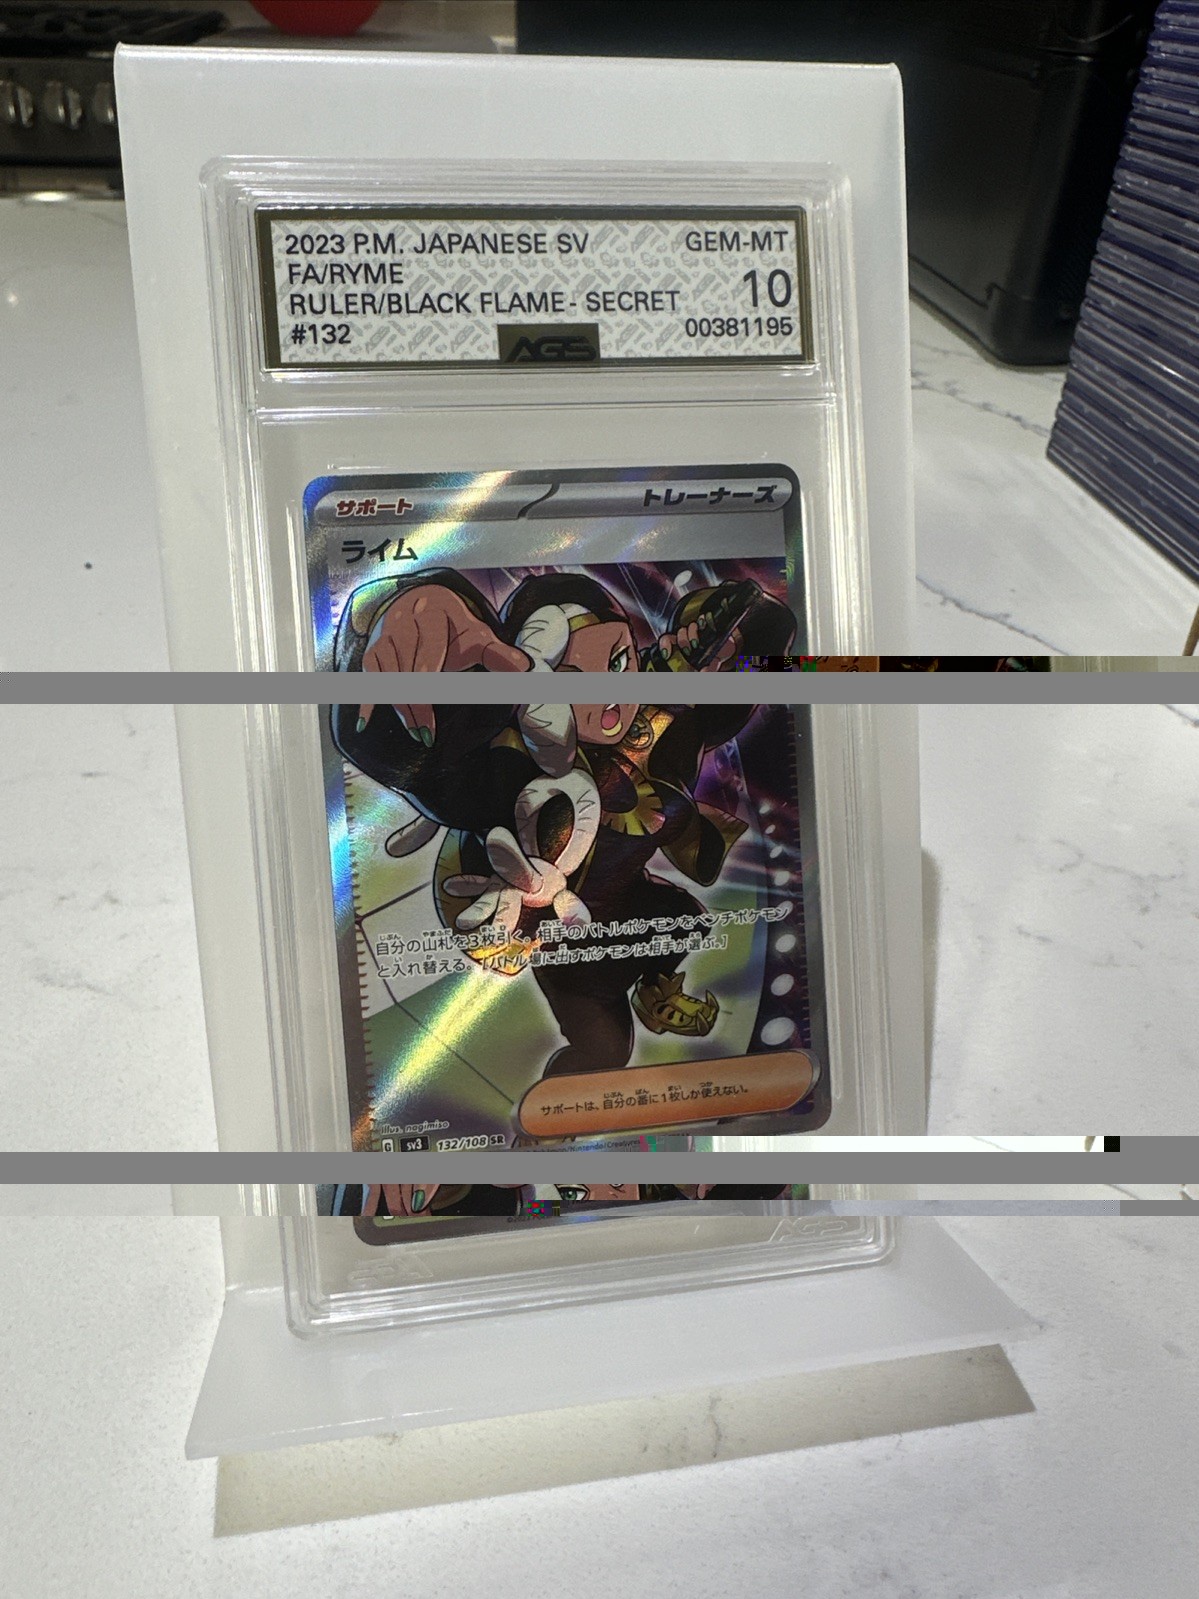 2023 P.M. JAPANESE SV GEM-MT
FA/RYME 10
RULER/BLACK FLAME - SECRET
#132 AGS 00381195
サポート トレーナーズ
ライム
自分の山札を3枚引く。相手のバトルポケモンをベンチポケモン
と入れ替える。[バトル場に出すポケモンは相手が選ぶ。]
サポートは、自分の番に1枚しか使えない。
Illus. nagimiso
G sv3 132/108 SR
AGS